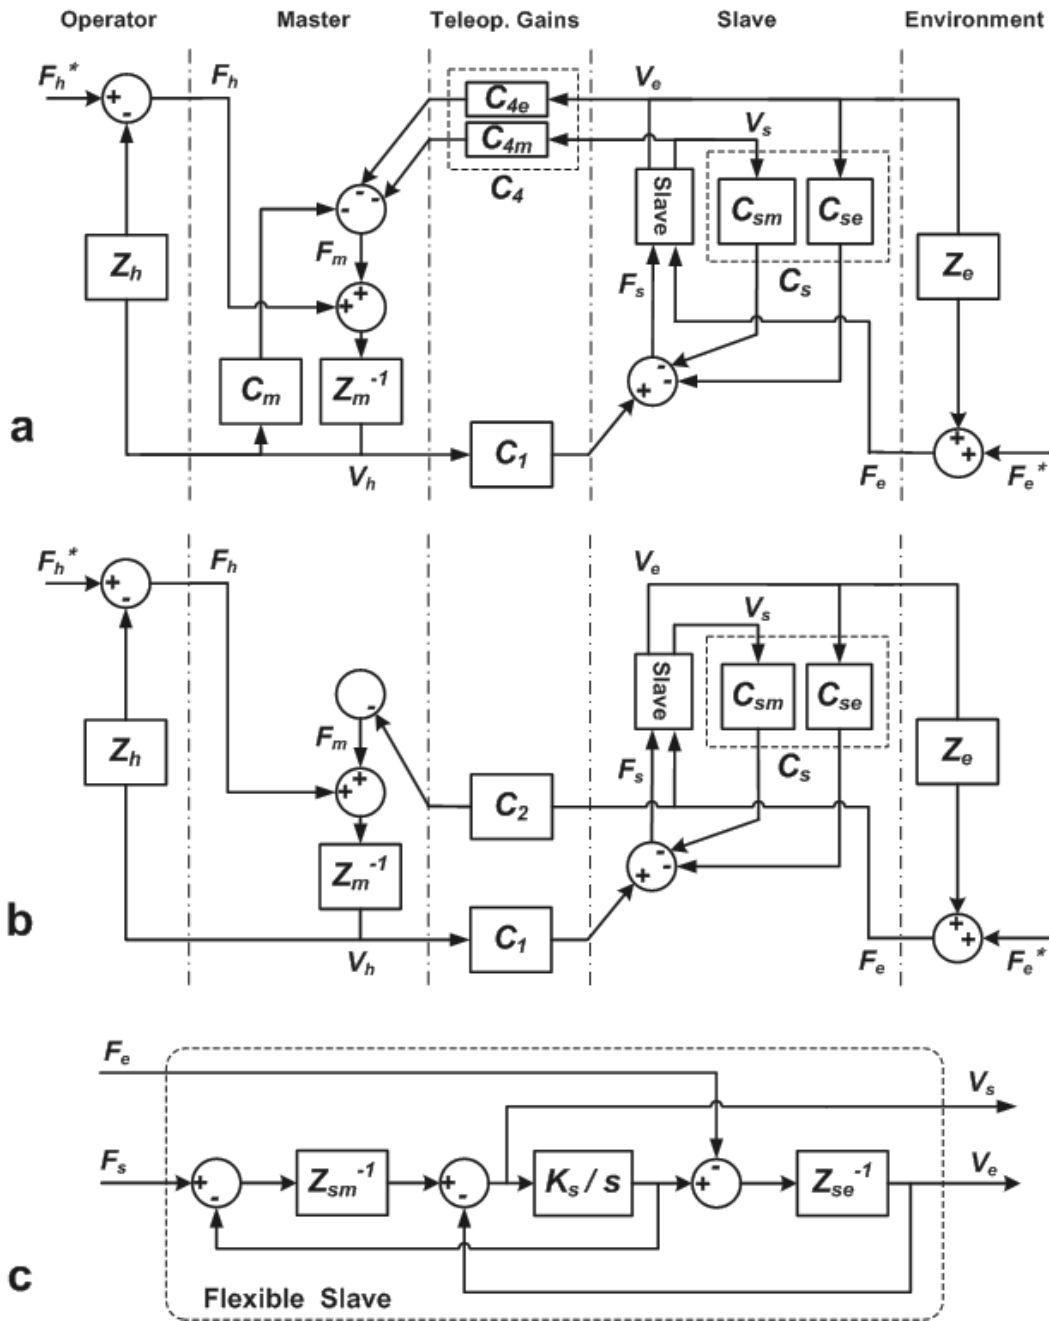 Operator Master Teleop. Gains Slave Environment
F_h* + - F_h V_e
C_4e
C_4m V_s
C_4
Slave C_sm C_se
C_s
Z_h - - - F_m F_s Z_e
+ +
C_m Z_m^-1 + - - + +
a
C_1
V_h F_e F_e*
F_h* + - F_h V_e
V_s
Slave C_sm C_se
C_s
Z_h - F_m F_s Z_e
+ +
C_2
Z_m^-1 + - - + +
b
C_1
V_h F_e F_e*
F_e
V_s
F_s + - Z_sm^-1 + - K_s / s + - Z_se^-1 V_e
c
Flexible Slave